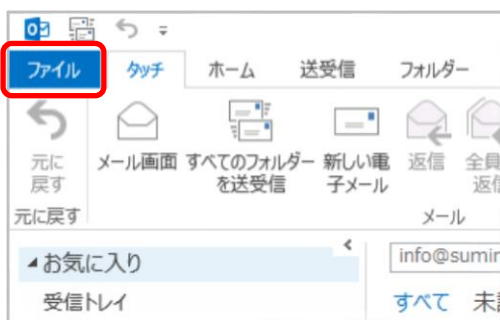 ファイル タッチ ホーム 送受信 フォルダー
元に
戻す
メール画面
すべてのフォルダー
を送受信
新しい電
子メール
返信
全員
返信
元に戻す
メール
お気に入り
info@sumin
受信トレイ
すべて 未